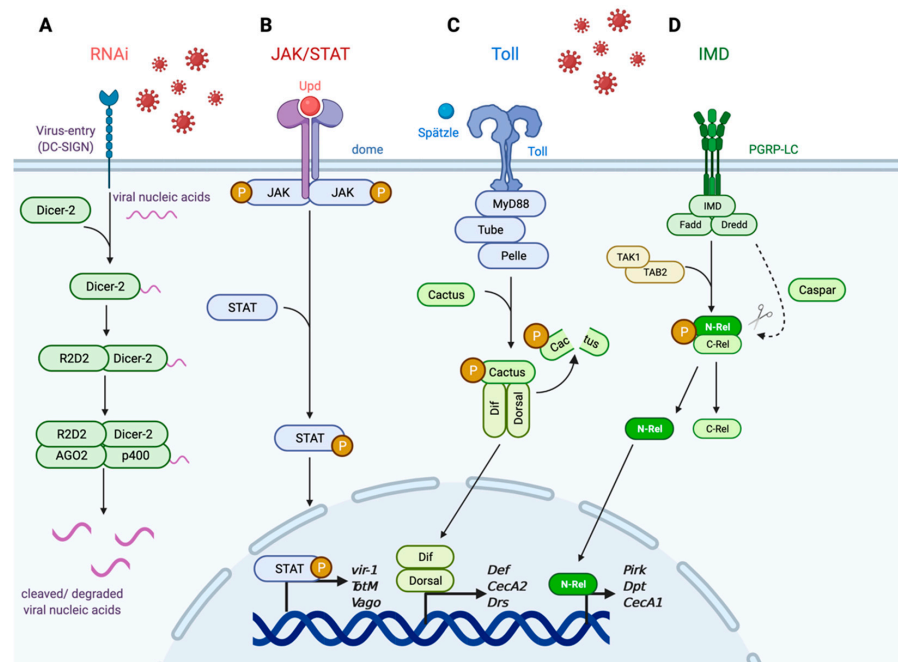 A
B
C
D
RNAi
JAK/STAT
Toll
IMD
Upd
Virus-entry
(DC-SIGN)
dome
Spätzle
Toll
PGRP-LC
viral nucleic acids
Dicer-2
P
JAK
JAK
P
MyD88
Tube
Pelle
IMD
Fadd
Dredd
TAK1
TAB2
Caspar
Dicer-2
STAT
Cactus
P
Cac
tus
P
N-Rel
C-Rel
R2D2
Dicer-2
P
Cactus
Dif
Dorsal
R2D2
Dicer-2
AGO2
p400
STAT
P
N-Rel
C-Rel
cleaved/ degraded
viral nucleic acids
STAT
P
vir-1
TotM
Vago
Dif
Dorsal
Def
CecA2
Drs
N-Rel
Pirk
Dpt
CecA1